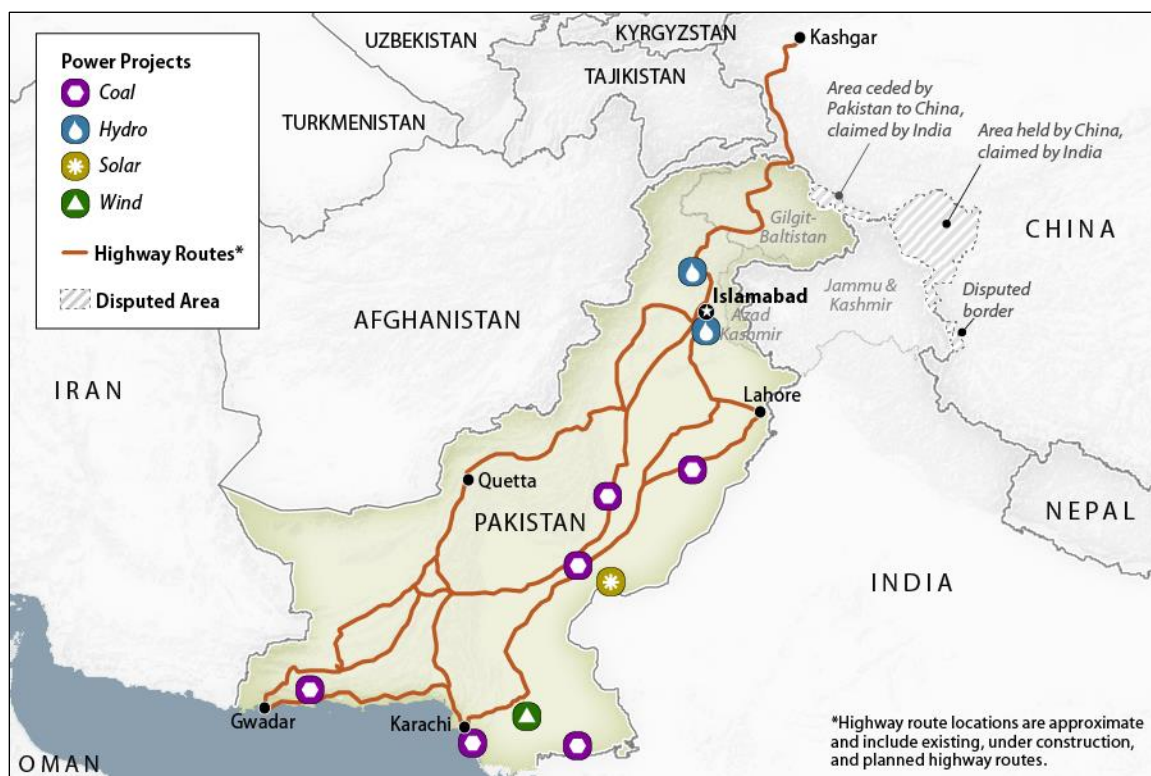 Power Projects
Coal
Hydro
Solar
Wind
Highway Routes*
Disputed Area
UZBEKISTAN
KYRGYZSTAN
Kashgar
TAJIKISTAN
TURKMENISTAN
Area ceded by
Pakistan to China,
claimed by India
Area held by China,
claimed by India
CHINA
Gilgit-
Baltistan
Islamabad
Azad
Kashmir
Jammu &
Kashmir
Disputed
border
AFGHANISTAN
IRAN
Lahore
Quetta
PAKISTAN
NEPAL
INDIA
Gwadar
Karachi
OMAN
*Highway route locations are approximate
and include existing, under construction,
and planned highway routes.